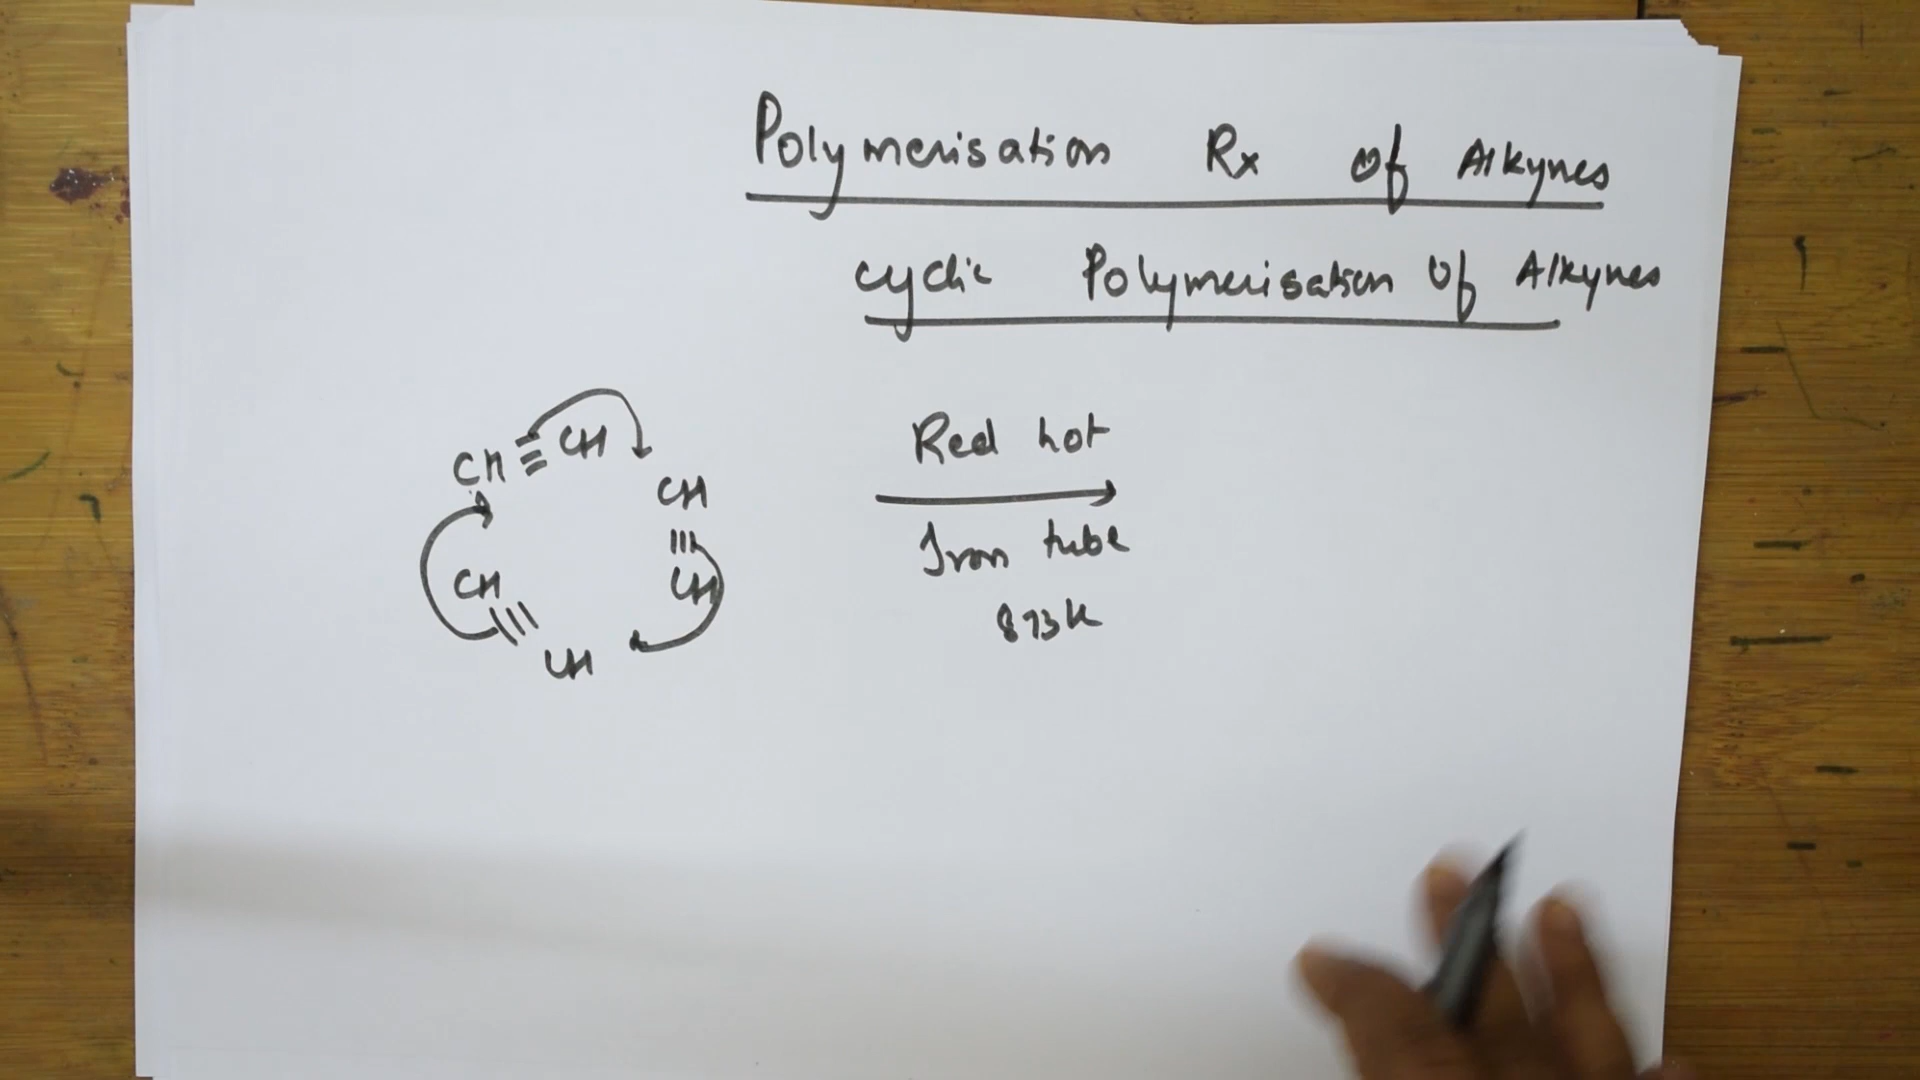 Polymerisation Rx of Alkynes
cyclic Polymerisation Of Alkynes
CH ≡ CH
CH
≡
CH
CH
≡
CH
Red hot
Iron tube
873K